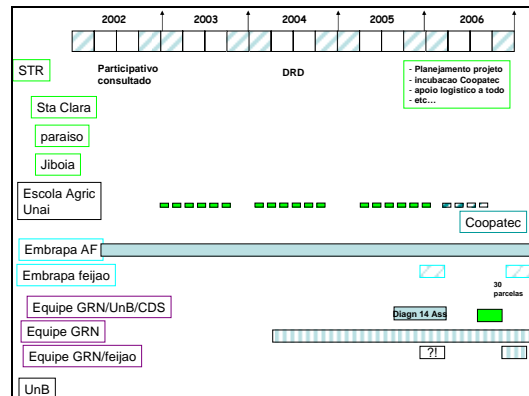 2002 2003 2004 2005 2006
STR
Participativo
consultado
DRD
- Planejamento projeto
- incubacao Coopatec
- apoio logistico a todo
- etc…
Sta Clara
paraiso
Jiboia
Escola Agric
Unai
Coopatec
Embrapa AF
Embrapa feijao
30
parcelas
Equipe GRN/UnB/CDS
Diagn 14 Ass
Equipe GRN
Equipe GRN/feijao
?!
UnB